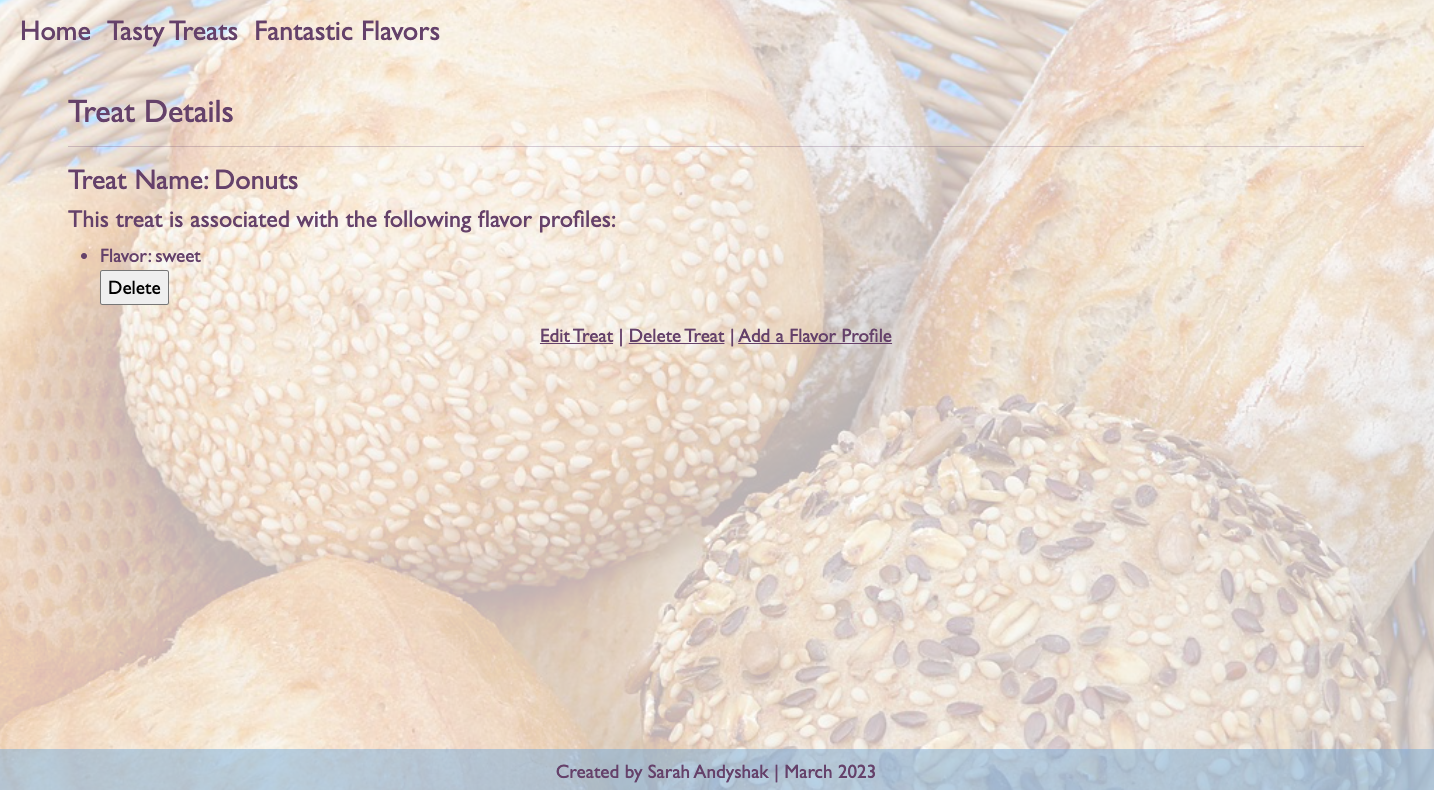 Home Tasty Treats Fantastic Flavors
Treat Details
Treat Name: Donuts
This treat is associated with the following flavor profiles:
• Flavor: sweet
Delete
Edit Treat | Delete Treat | Add a Flavor Profile
Created by Sarah Andyshak | March 2023